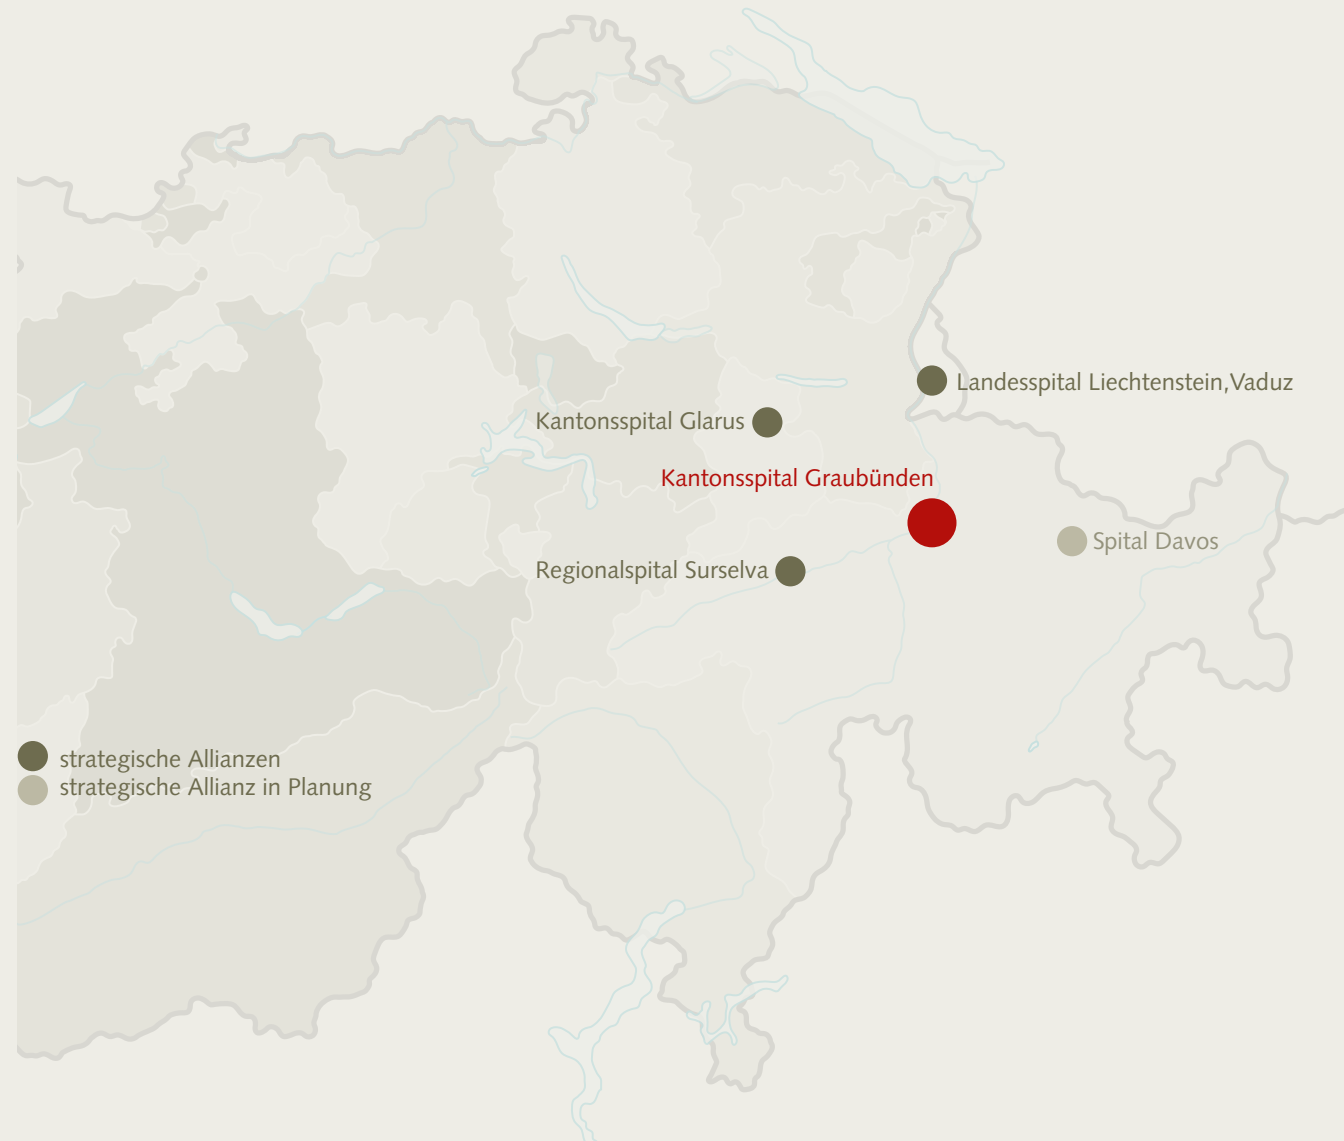 Landesspital Liechtenstein, Vaduz
Kantonsspital Glarus
Kantonsspital Graubünden
Spital Davos
Regionalspital Surselva
strategische Allianzen
strategische Allianz in Planung